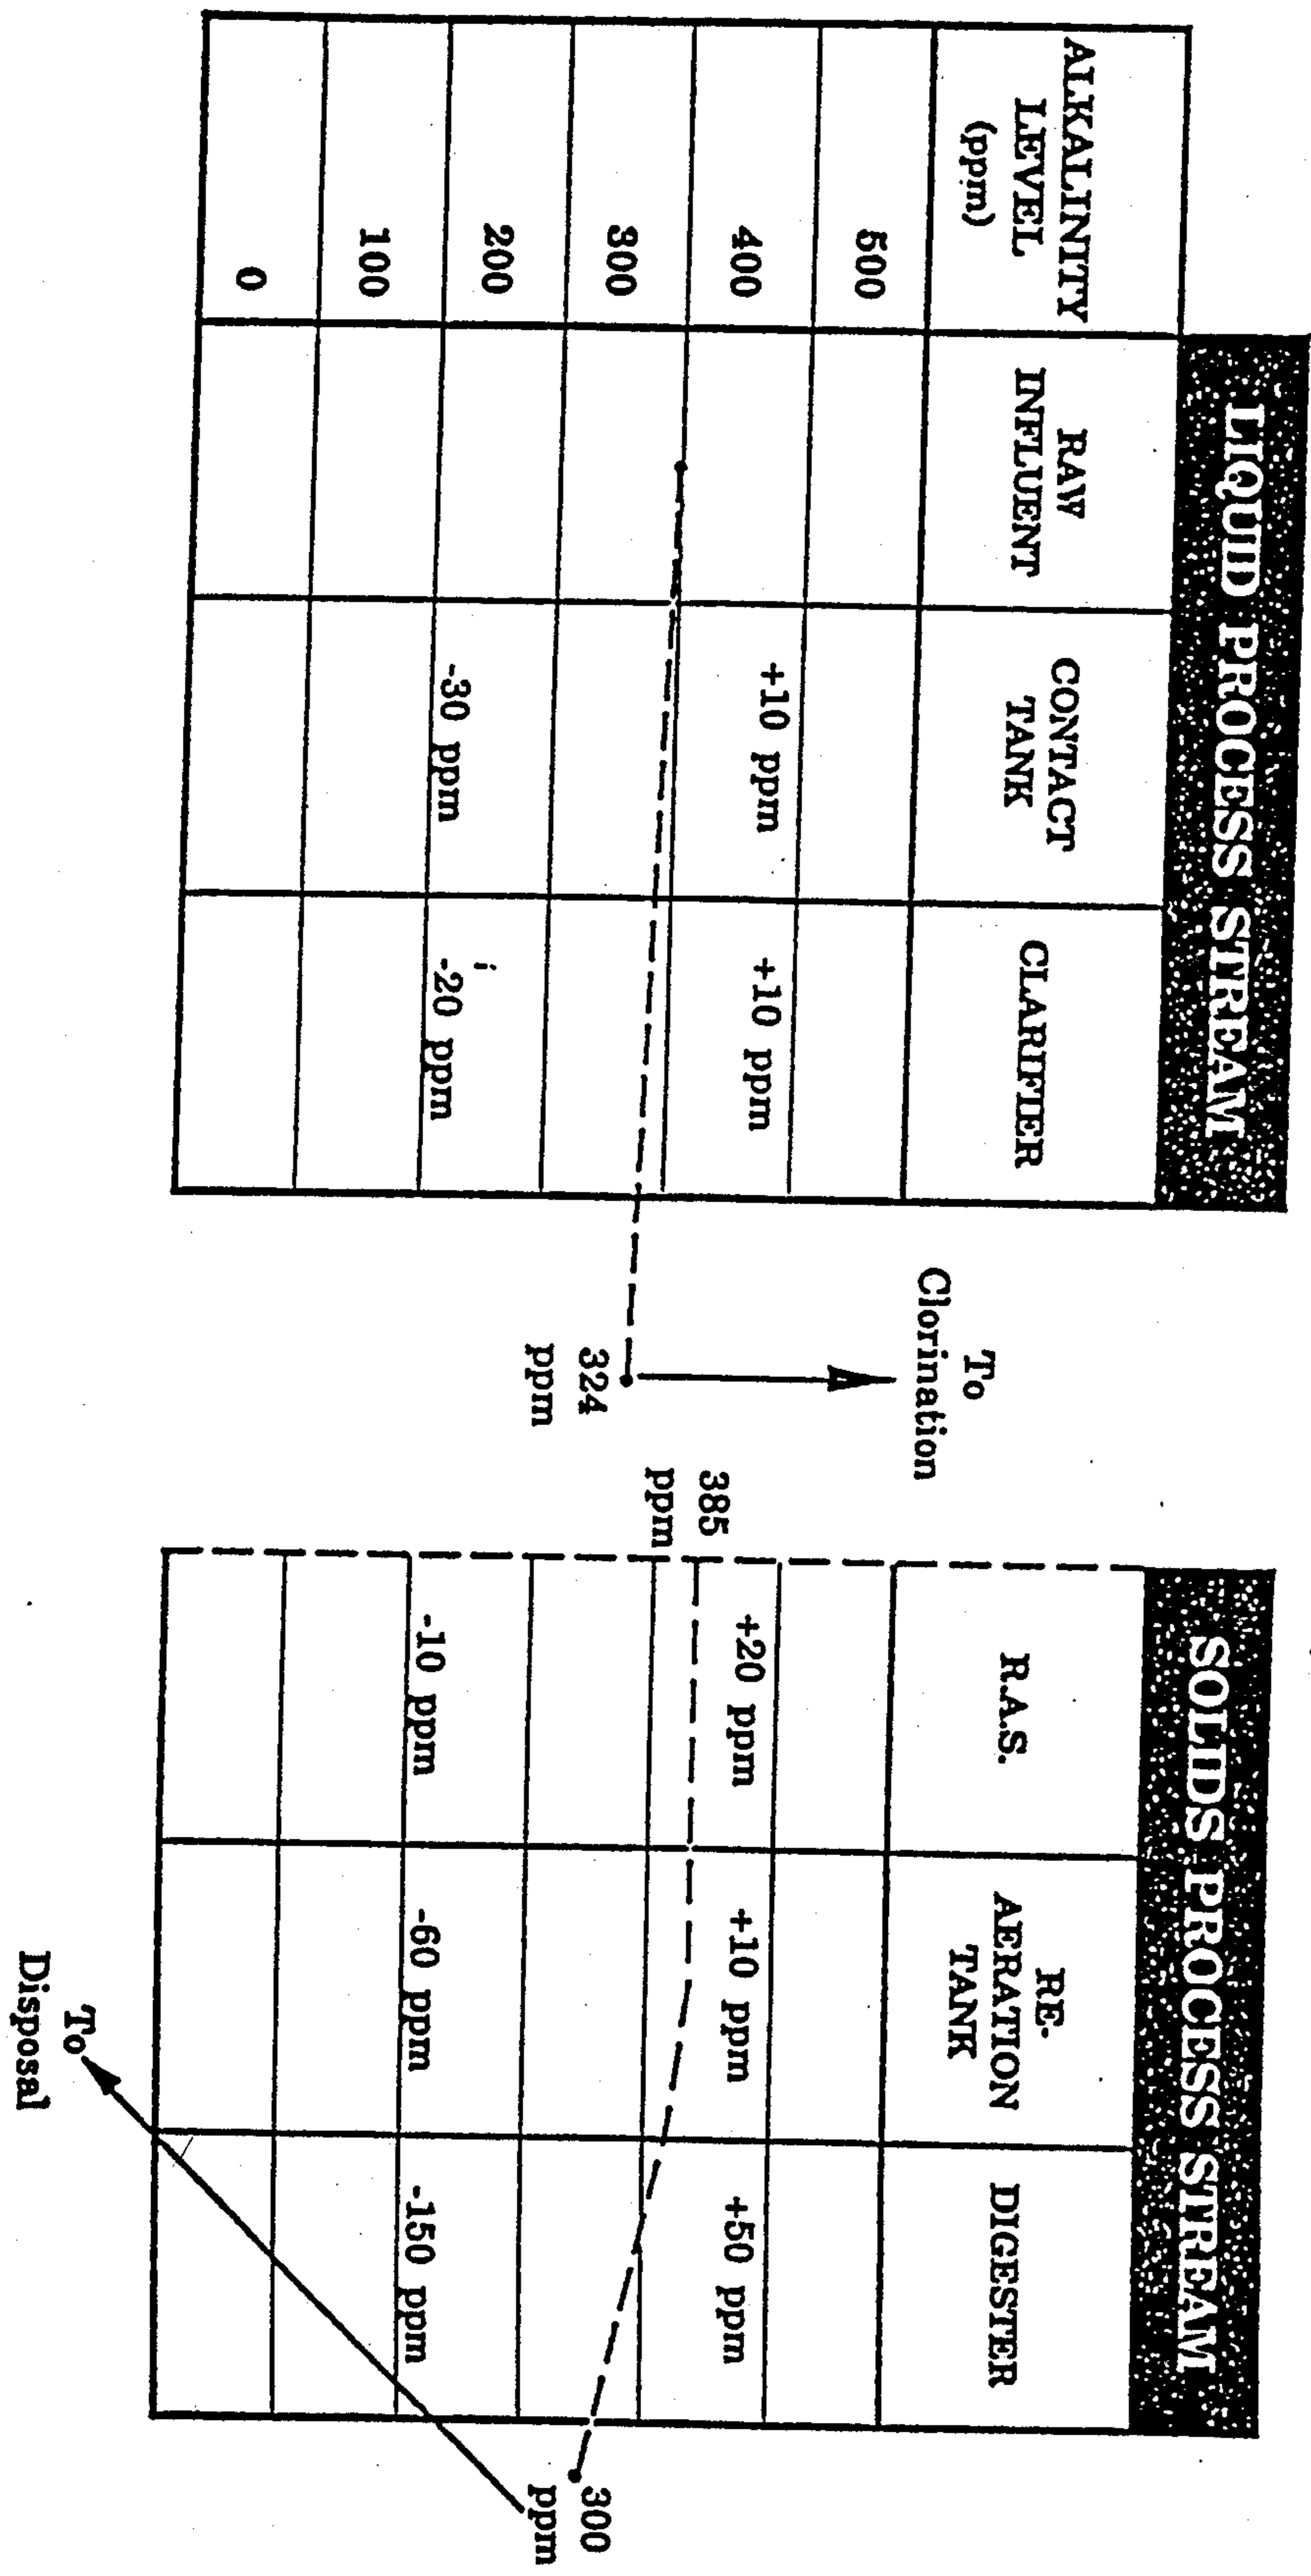 LIQUID PROCESS STREAM
ALKALINITY
LEVEL
(ppm)
RAW
INFLUENT
CONTACT
TANK
CLARIFIER
500
400
300
200
100
0
+10 ppm
+10 ppm
-30 ppm
-20 ppm
To
Clorination
324
ppm
SOLIDS PROCESS STREAM
R.A.S.
RE-
AERATION
TANK
DIGESTER
385
ppm
+20 ppm
+10 ppm
+50 ppm
-10 ppm
-60 ppm
-150 ppm
300
ppm
To
Disposal